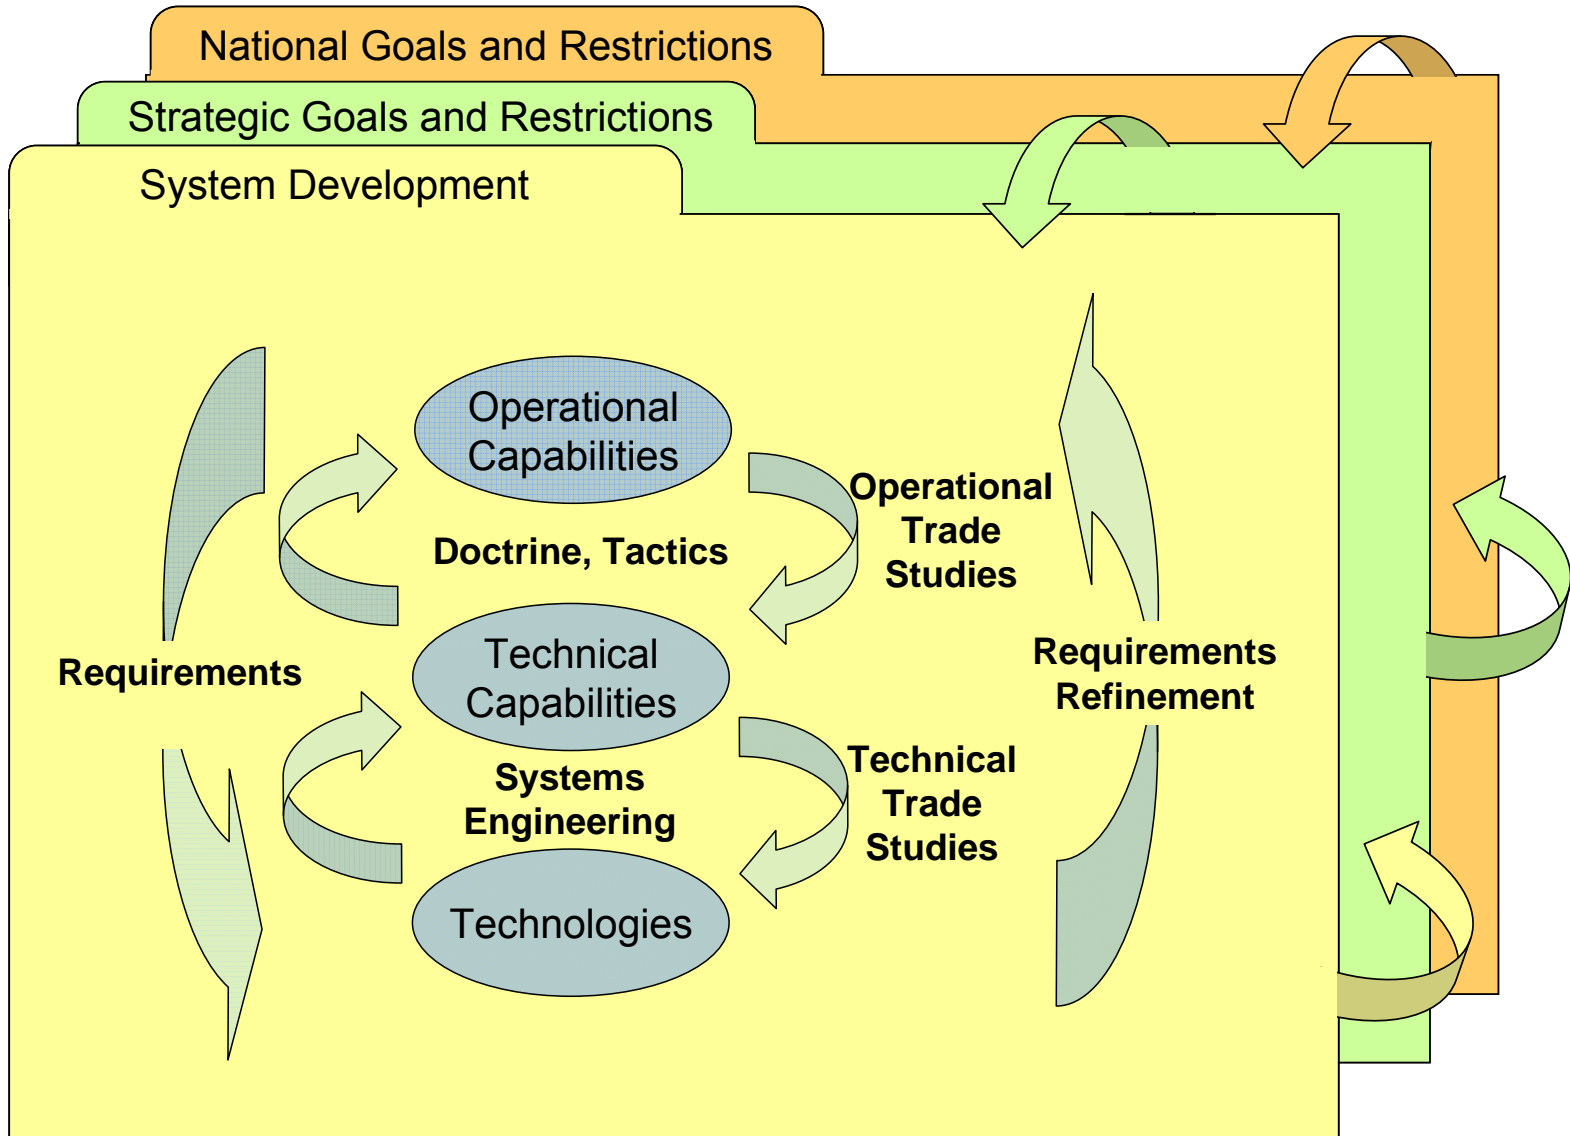 National Goals and Restrictions
Strategic Goals and Restrictions
System Development
Operational
Capabilities
Operational
Trade
Studies
Doctrine, Tactics
Requirements
Technical
Capabilities
Requirements
Refinement
Systems
Engineering
Technical
Trade
Studies
Technologies